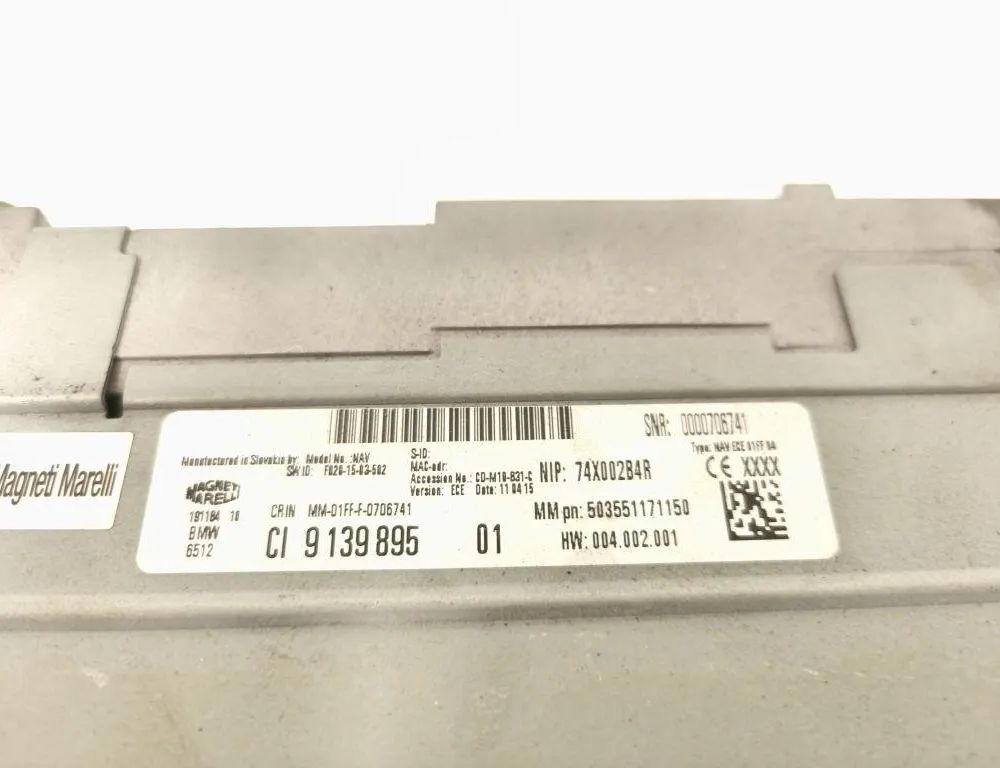 Magneti Marelli
SNR: 0000706741
Manufactured in Slovakia by: Model No.:NAV
SW ID: F020-15-03-502
S-ID:
MAC-adr:
Accession No.: CD-M10-B31-C
Version: ECE Date: 11 04 15
NIP: 74X002B4R
Type: NAV ECE 01FF 04
CE XXXX
MAGNETI
MARELLI
191184 10
BMW
6512
CRIN MM-01FF-F-0706741
CI 9 139 895 01
MM pn: 503551171150
HW: 004.002.001